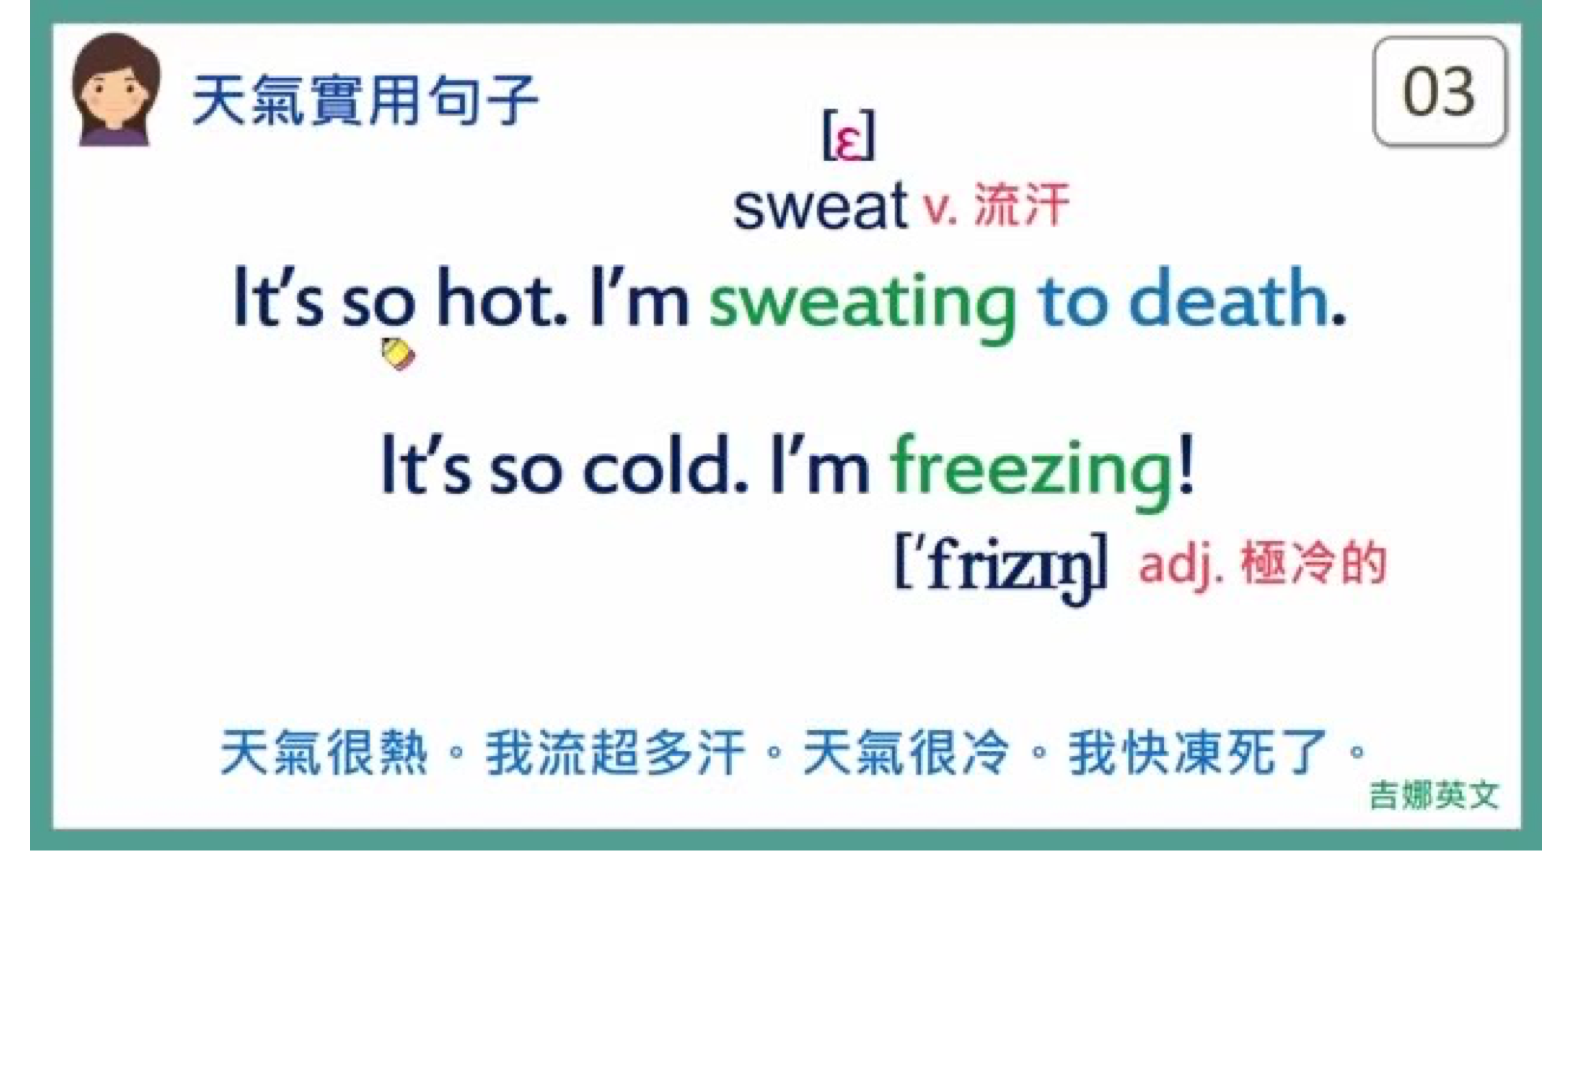 天氣實用句子
03
[ε]
sweat v. 流汗
It's so hot. I'm sweating to death.
It's so cold. I'm freezing!
[ˈfrizɪŋ] adj. 極冷的
天氣很熱。我流超多汗。天氣很冷。我快凍死了。
吉娜英文